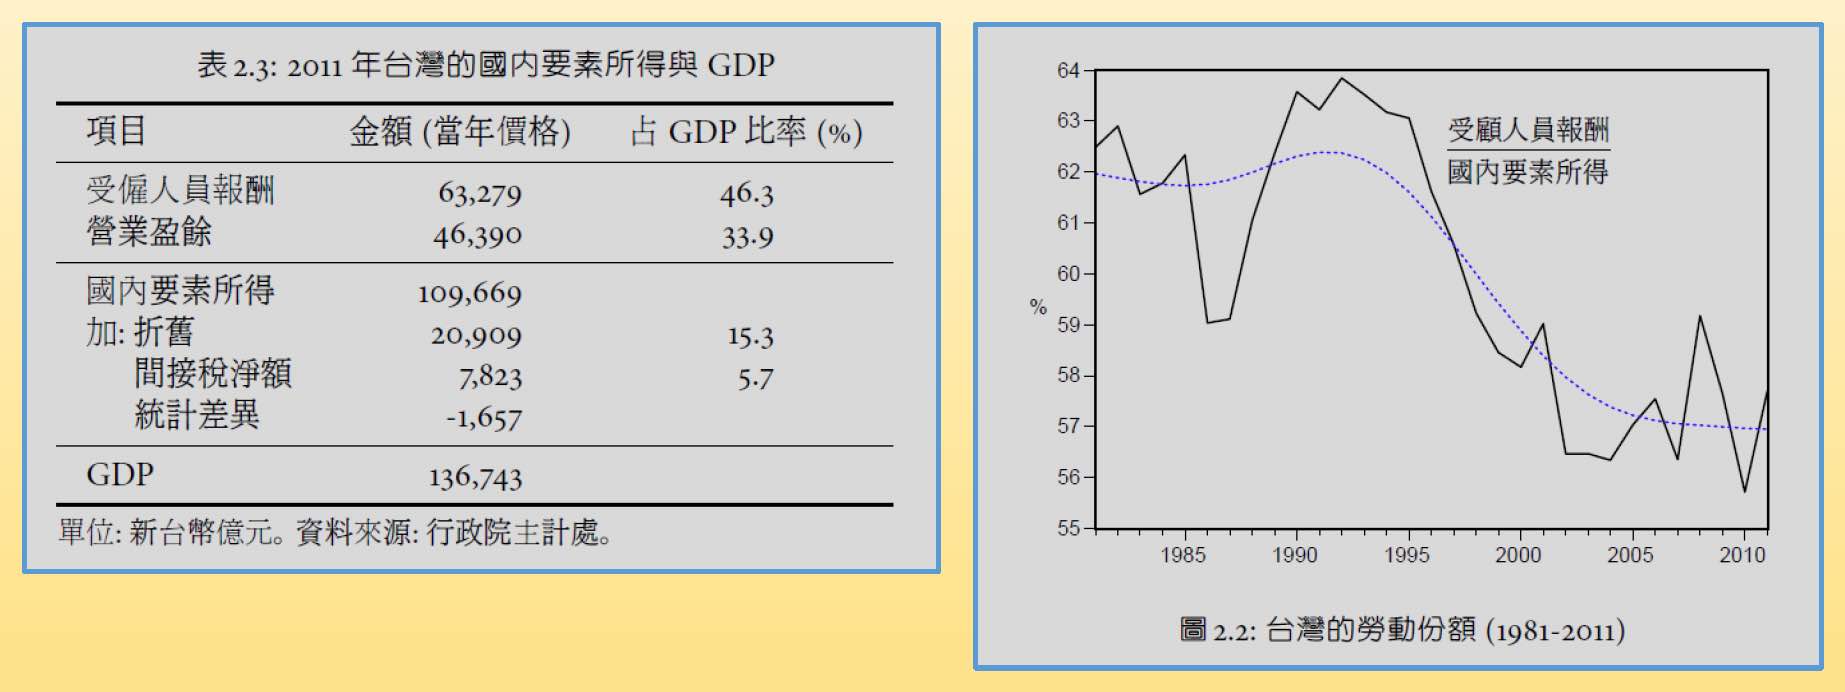 表 2.3: 2011 年台灣的國內要素所得與 GDP
項目 金額 (當年價格) 占 GDP 比率 (%)
受僱人員報酬 63,279 46.3
營業盈餘 46,390 33.9
國內要素所得 109,669
加: 折舊 20,909 15.3
間接稅淨額 7,823 5.7
統計差異 -1,657
GDP 136,743
單位: 新台幣億元。資料來源: 行政院主計處。
64
63
62
61
60
59
58
57
56
55
%
受顧人員報酬
國內要素所得
1985 1990 1995 2000 2005 2010
圖 2.2: 台灣的勞動份額 (1981-2011)